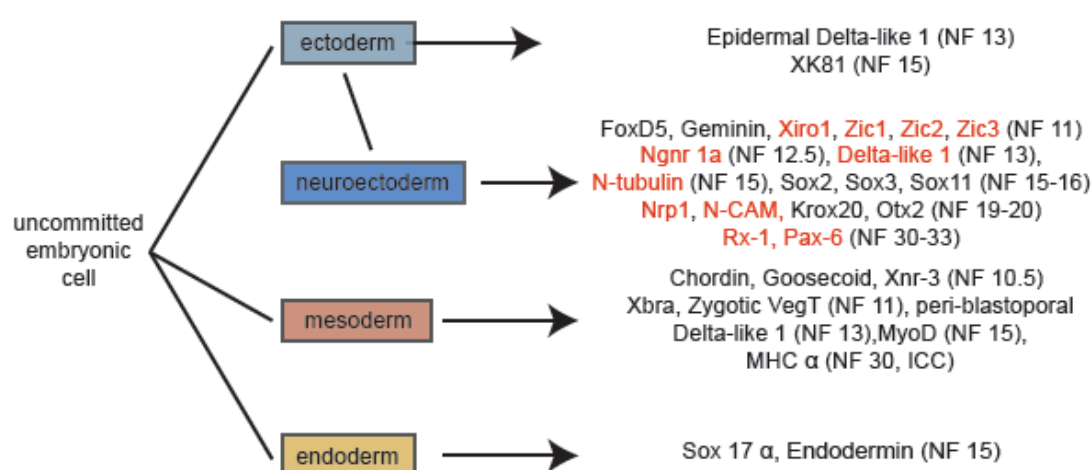 ectoderm
Epidermal Delta-like 1 (NF 13)
XK81 (NF 15)
neuroectoderm
FoxD5, Geminin, Xiro1, Zic1, Zic2, Zic3 (NF 11)
Ngnr 1a (NF 12.5), Delta-like 1 (NF 13),
N-tubulin (NF 15), Sox2, Sox3, Sox11 (NF 15-16)
Nrp1, N-CAM, Krox20, Otx2 (NF 19-20)
Rx-1, Pax-6 (NF 30-33)
uncommitted
embryonic
cell
mesoderm
Chordin, Goosecoid, Xnr-3 (NF 10.5)
Xbra, Zygotic VegT (NF 11), peri-blastoporal
Delta-like 1 (NF 13),MyoD (NF 15),
MHC α (NF 30, ICC)
endoderm
Sox 17 α, Endodermin (NF 15)